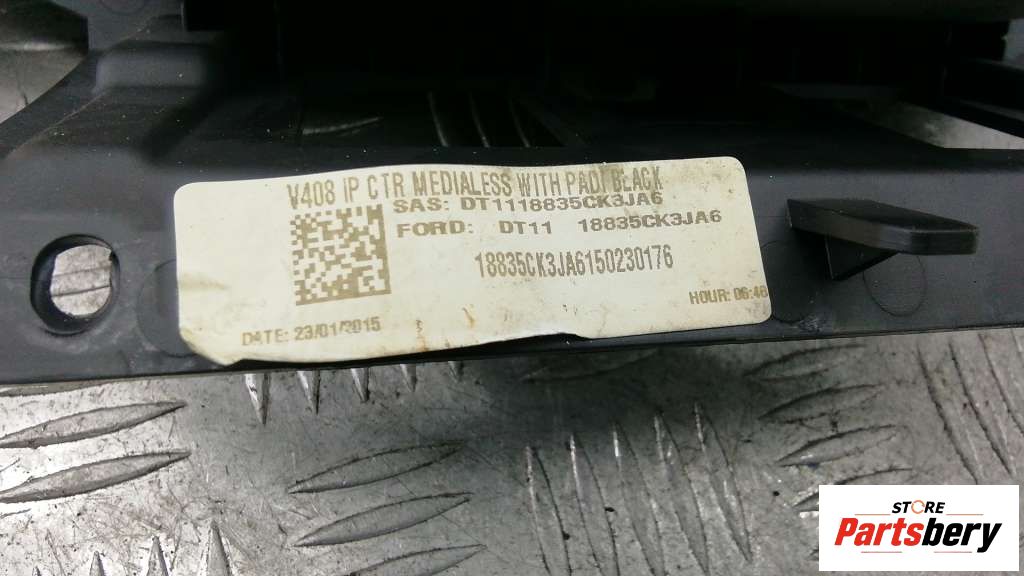 V408 IP CTR MEDIALESS WITH PADI BLACK
SAS: DT1118835CK3JA6
FORD: DT11 18835CK3JA6
18835CK3JA6150230176
HOUR: 06:46
DATE: 23/01/2015
STORE
Partsbery